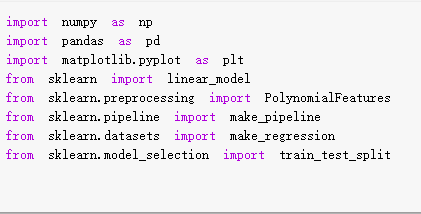 import numpy as np
import pandas as pd
import matplotlib.pyplot as plt
from sklearn import linear_model
from sklearn.preprocessing import PolynomialFeatures
from sklearn.pipeline import make_pipeline
from sklearn.datasets import make_regression
from sklearn.model_selection import train_test_split